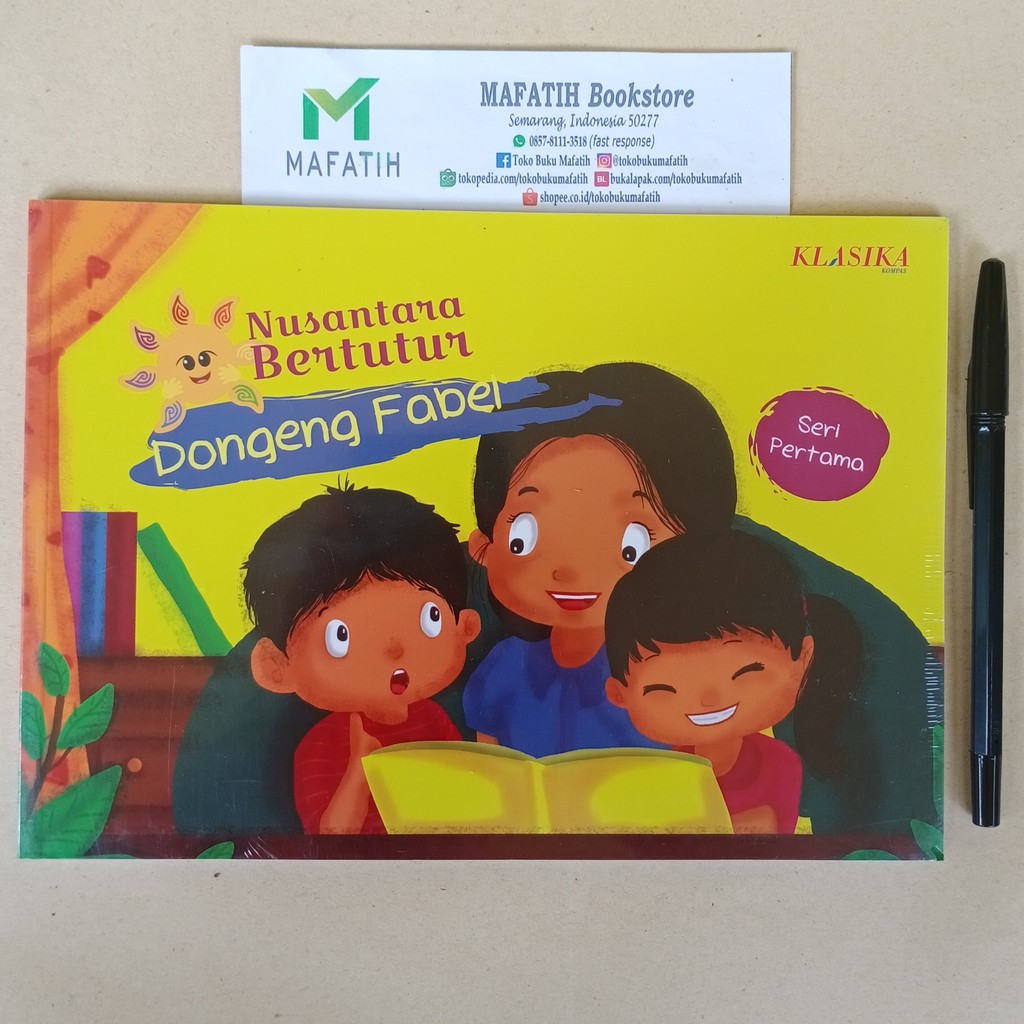 MAFATIH
MAFATIH Bookstore
Semarang, Indonesia 50277
0857-8111-3518 (fast response)
Toko Buku Mafatih @tokobukumafatih
tokopedia.com/tokobukumafatih BL bukalapak.com/tokobukumafatih
shopee.co.id/tokobukumafatih
KLASIKA
KOMPAS
Nusantara
Bertutur
Dongeng Fabel
Seri
Pertama